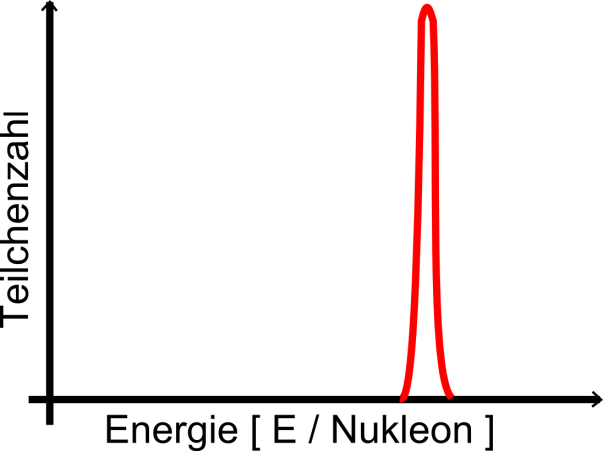 Teilchenzahl
Energie [ E / Nukleon ]